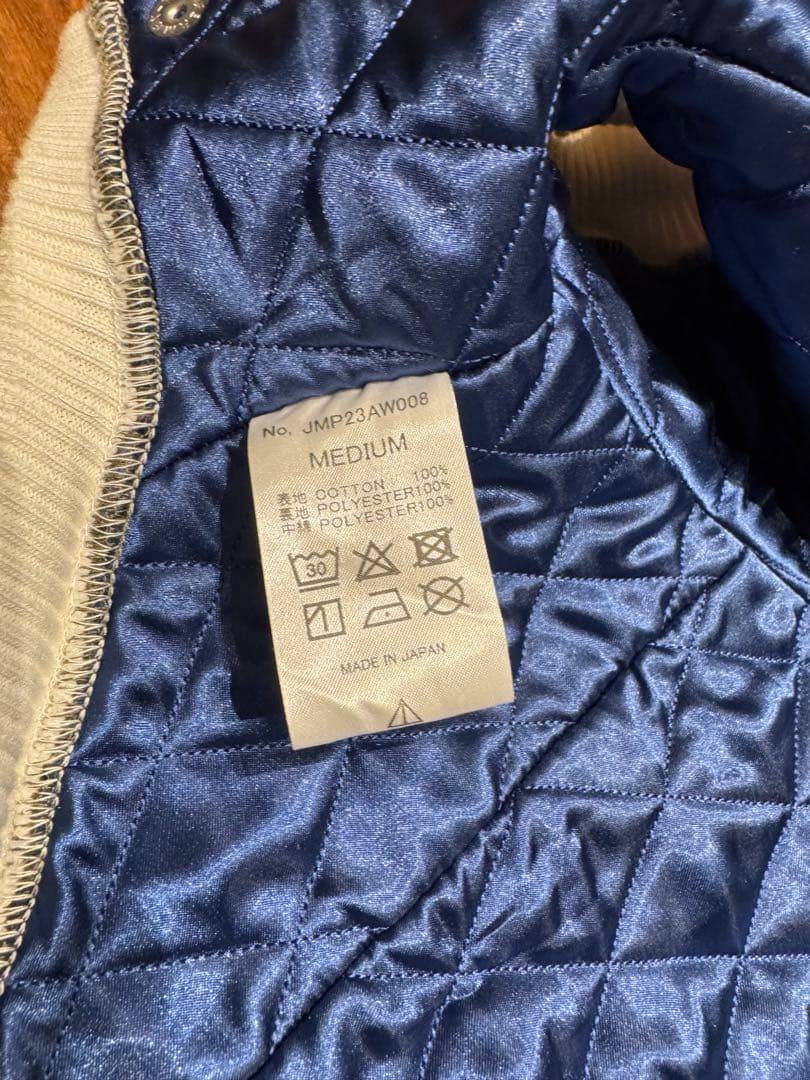 No. JMP23AW008
MEDIUM
表地 COTTON 100%
裏地 POLYESTER100%
中綿 POLYESTER100%
30
MADE IN JAPAN